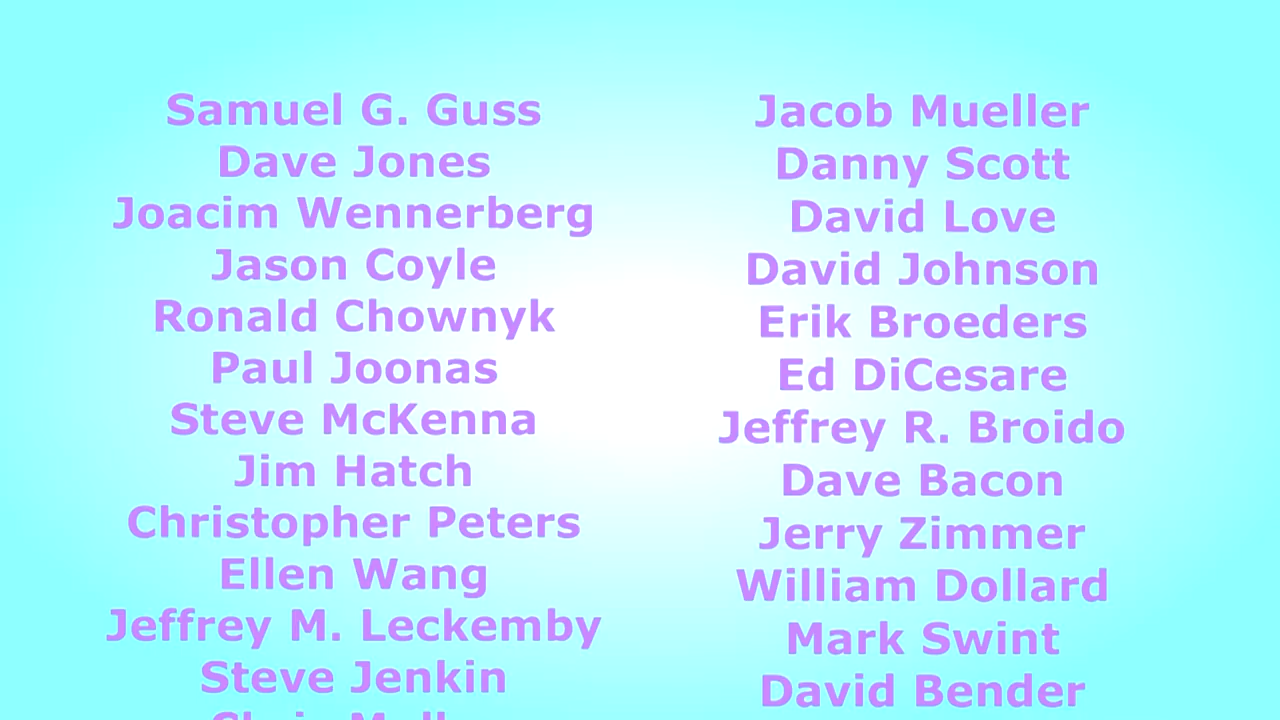 Samuel G. Guss
Dave Jones
Joacim Wennerberg
Jason Coyle
Ronald Chownyk
Paul Joonas
Steve McKenna
Jim Hatch
Christopher Peters
Ellen Wang
Jeffrey M. Leckemby
Steve Jenkin
Jacob Mueller
Danny Scott
David Love
David Johnson
Erik Broeders
Ed DiCesare
Jeffrey R. Broido
Dave Bacon
Jerry Zimmer
William Dollard
Mark Swint
David Bender